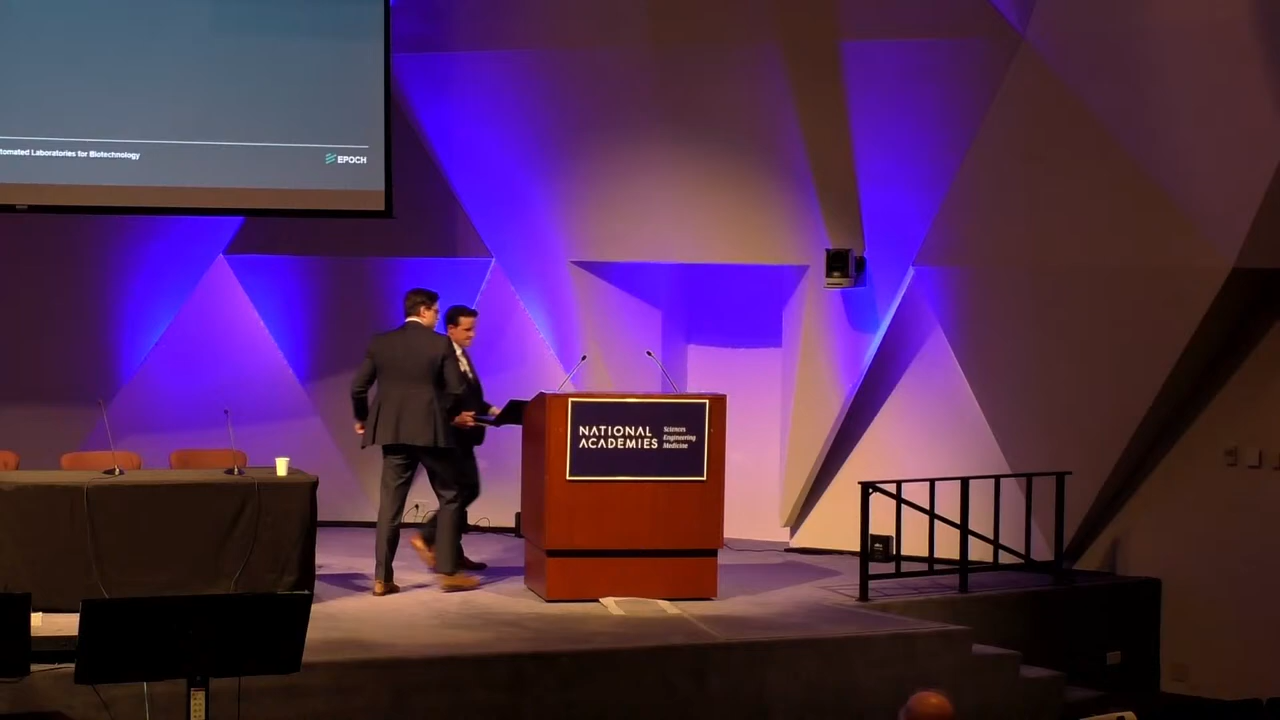 tomated Laboratories for Biotechnology
EPOCH
NATIONAL
ACADEMIES
Sciences
Engineering
Medicine